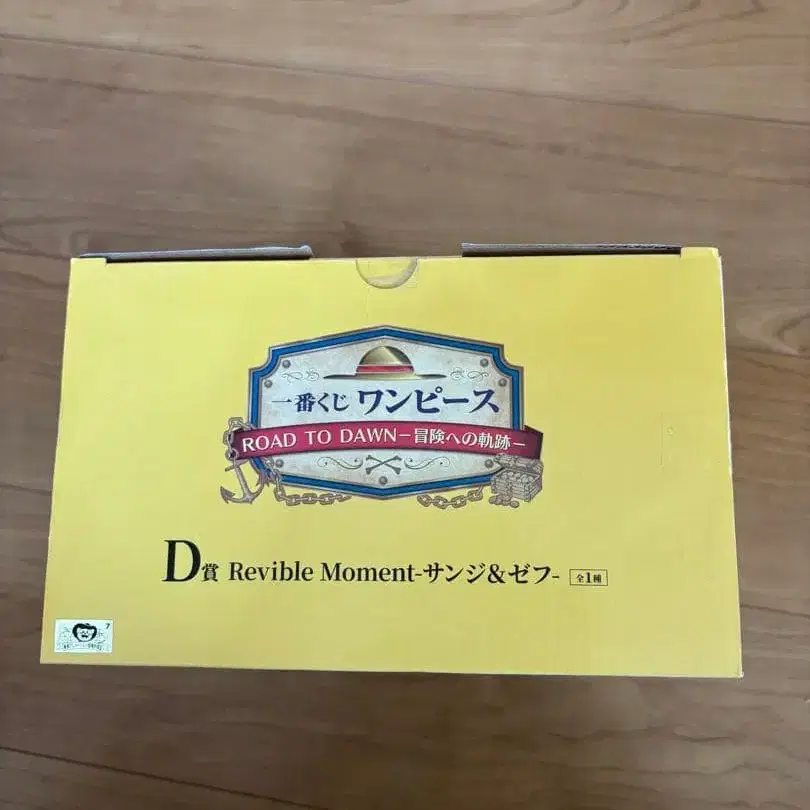 一番くじ ワンピース
ROAD TO DAWN－冒険への軌跡－
D賞 Revible Moment-サンジ&ゼフ- 全1種
7